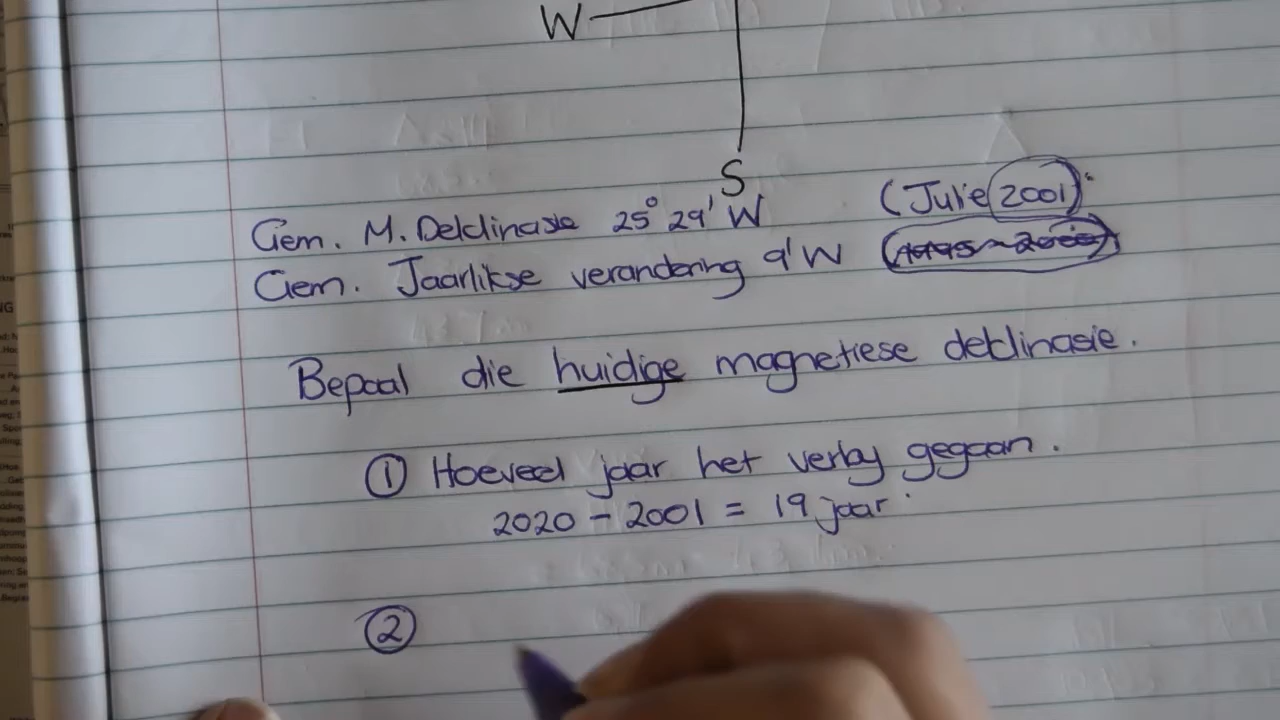 W
S
Gem. M. Deklinasie 25° 29' W (Julie 2001).
Gem. Jaarlikse verandering 9'W
Bepaal die huidige magnetiese deklinasie.
① Hoeveel jaar het verby gegaan.
2020 - 2001 = 19 jaar.
②